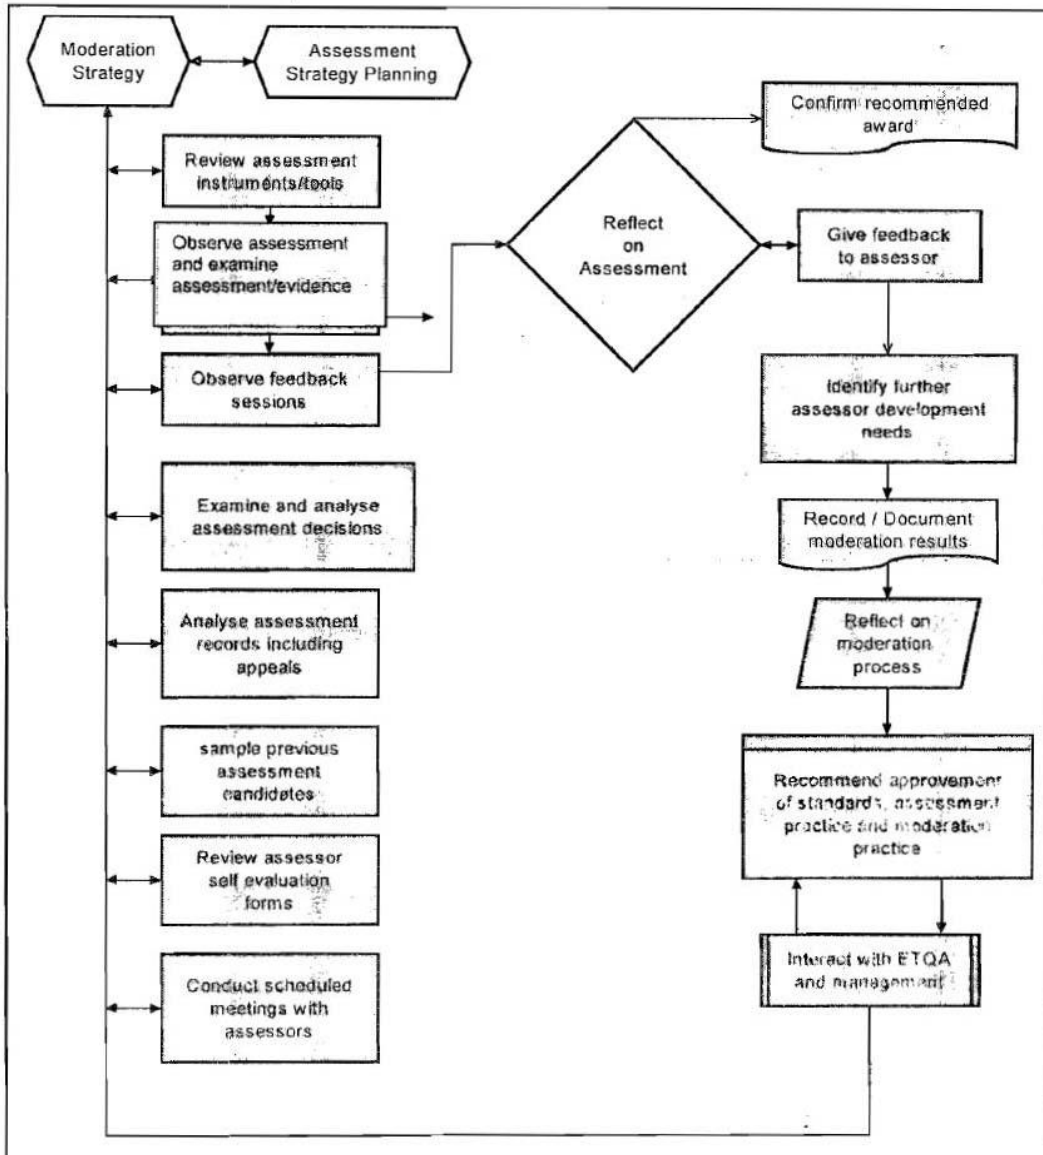 Moderation
Strategy
Assessment
Strategy Planning
Confirm recommended
award
Review assessment
instruments/tools
Observe assessment
and examine
assessment/evidence
Reflect
on
Assessment
Give feedback
to assessor
Observe feedback
sessions
Identify further
assessor development
needs
Examine and analyse
assessment decisions
Record / Document
moderation results
Analyse assessment
records including
appeals
Reflect on
moderation
process
sample previous
assessment
candidates
Recommend approvement
of standards, assessment
practice and moderation
practice
Review assessor
self evaluation
forms
Interact with ETQA
and management
Conduct scheduled
meetings with
assessors